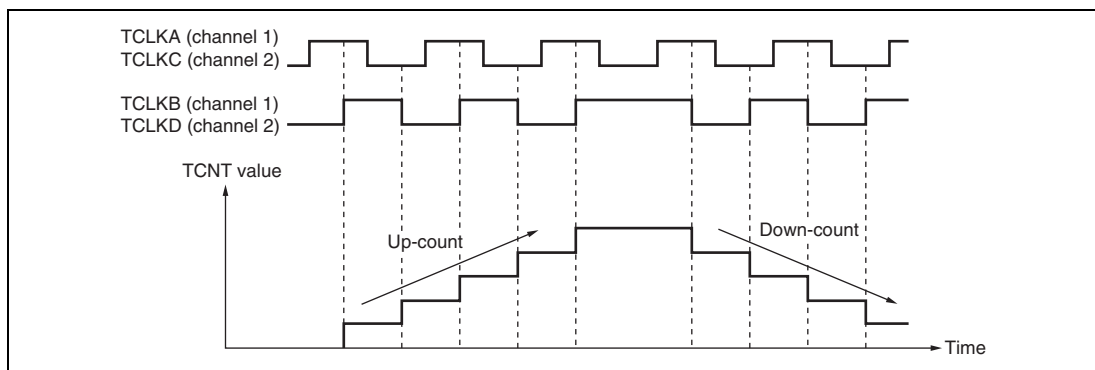 TCLKA (channel 1)
TCLKC (channel 2)
TCLKB (channel 1)
TCLKD (channel 2)
TCNT value
Up-count
Down-count
Time